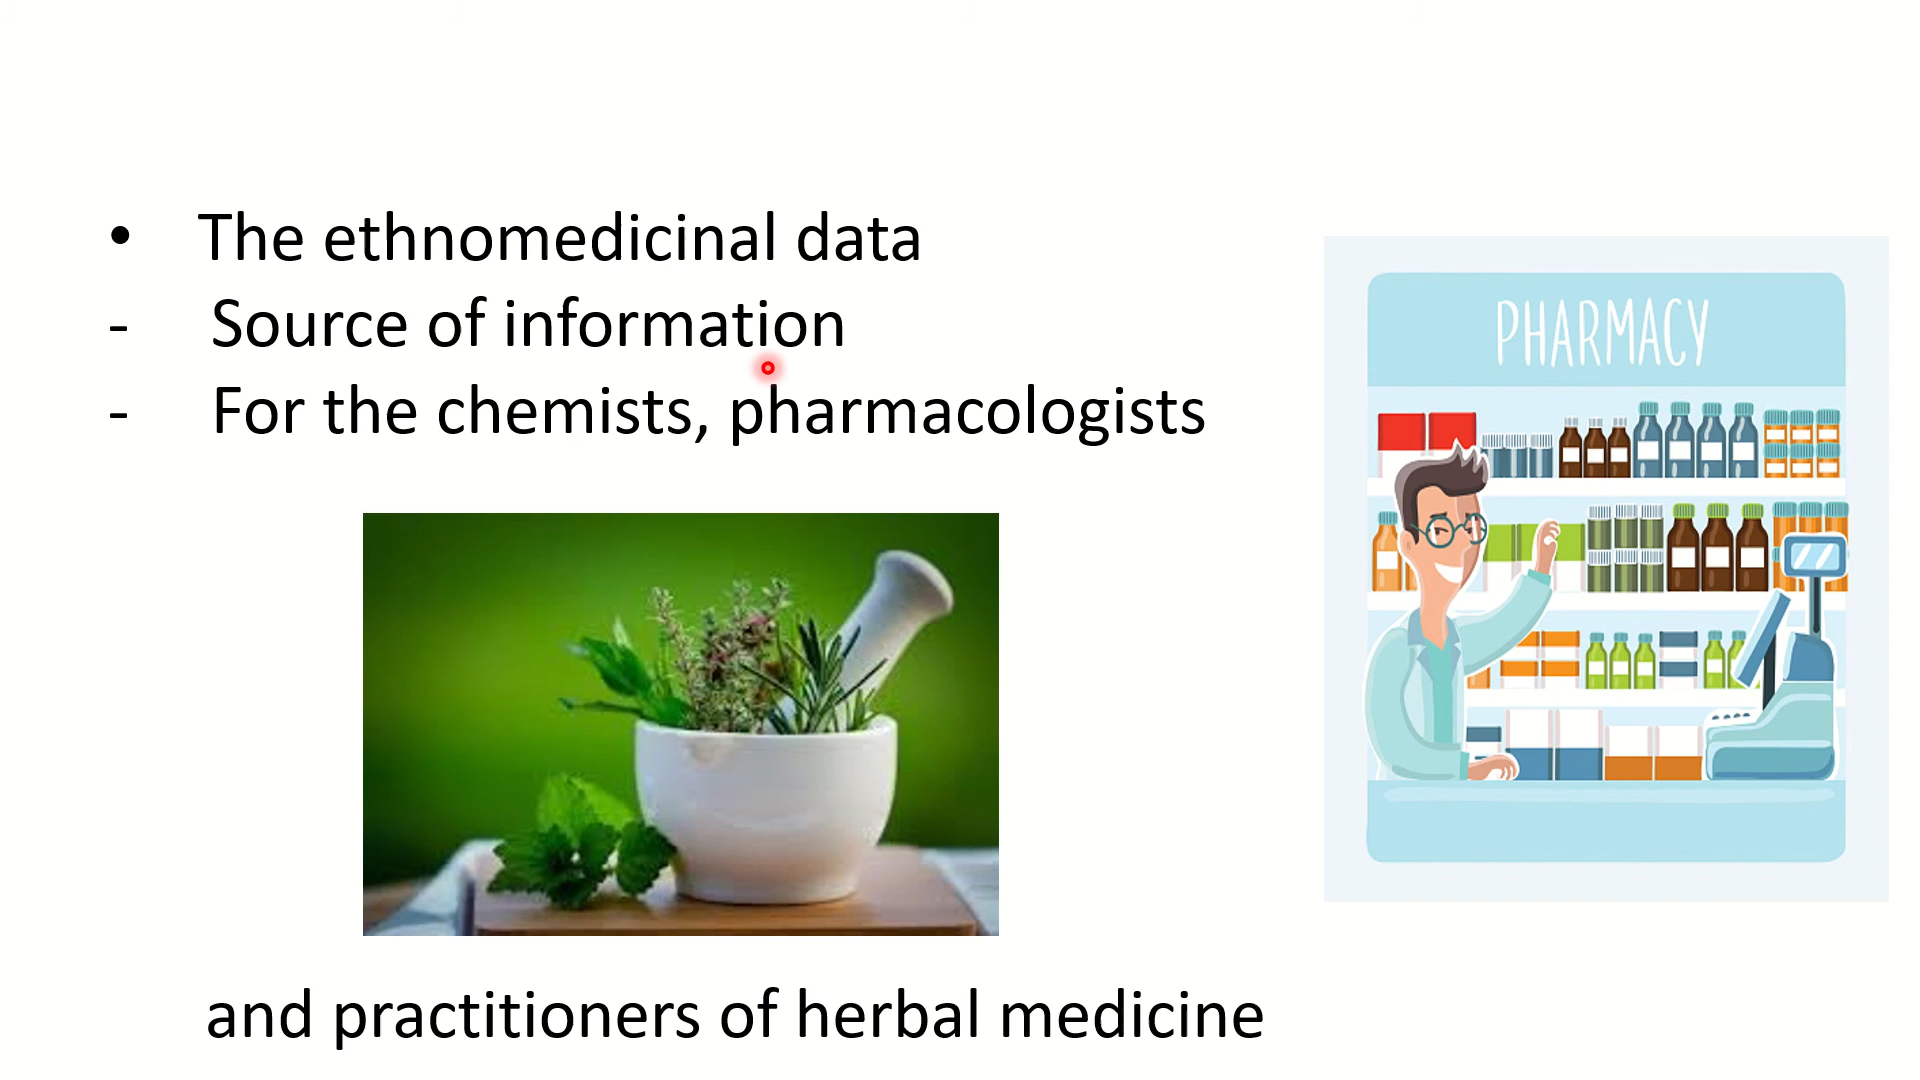 • The ethnomedicinal data
- Source of information
- For the chemists, pharmacologists
PHARMACY
and practitioners of herbal medicine